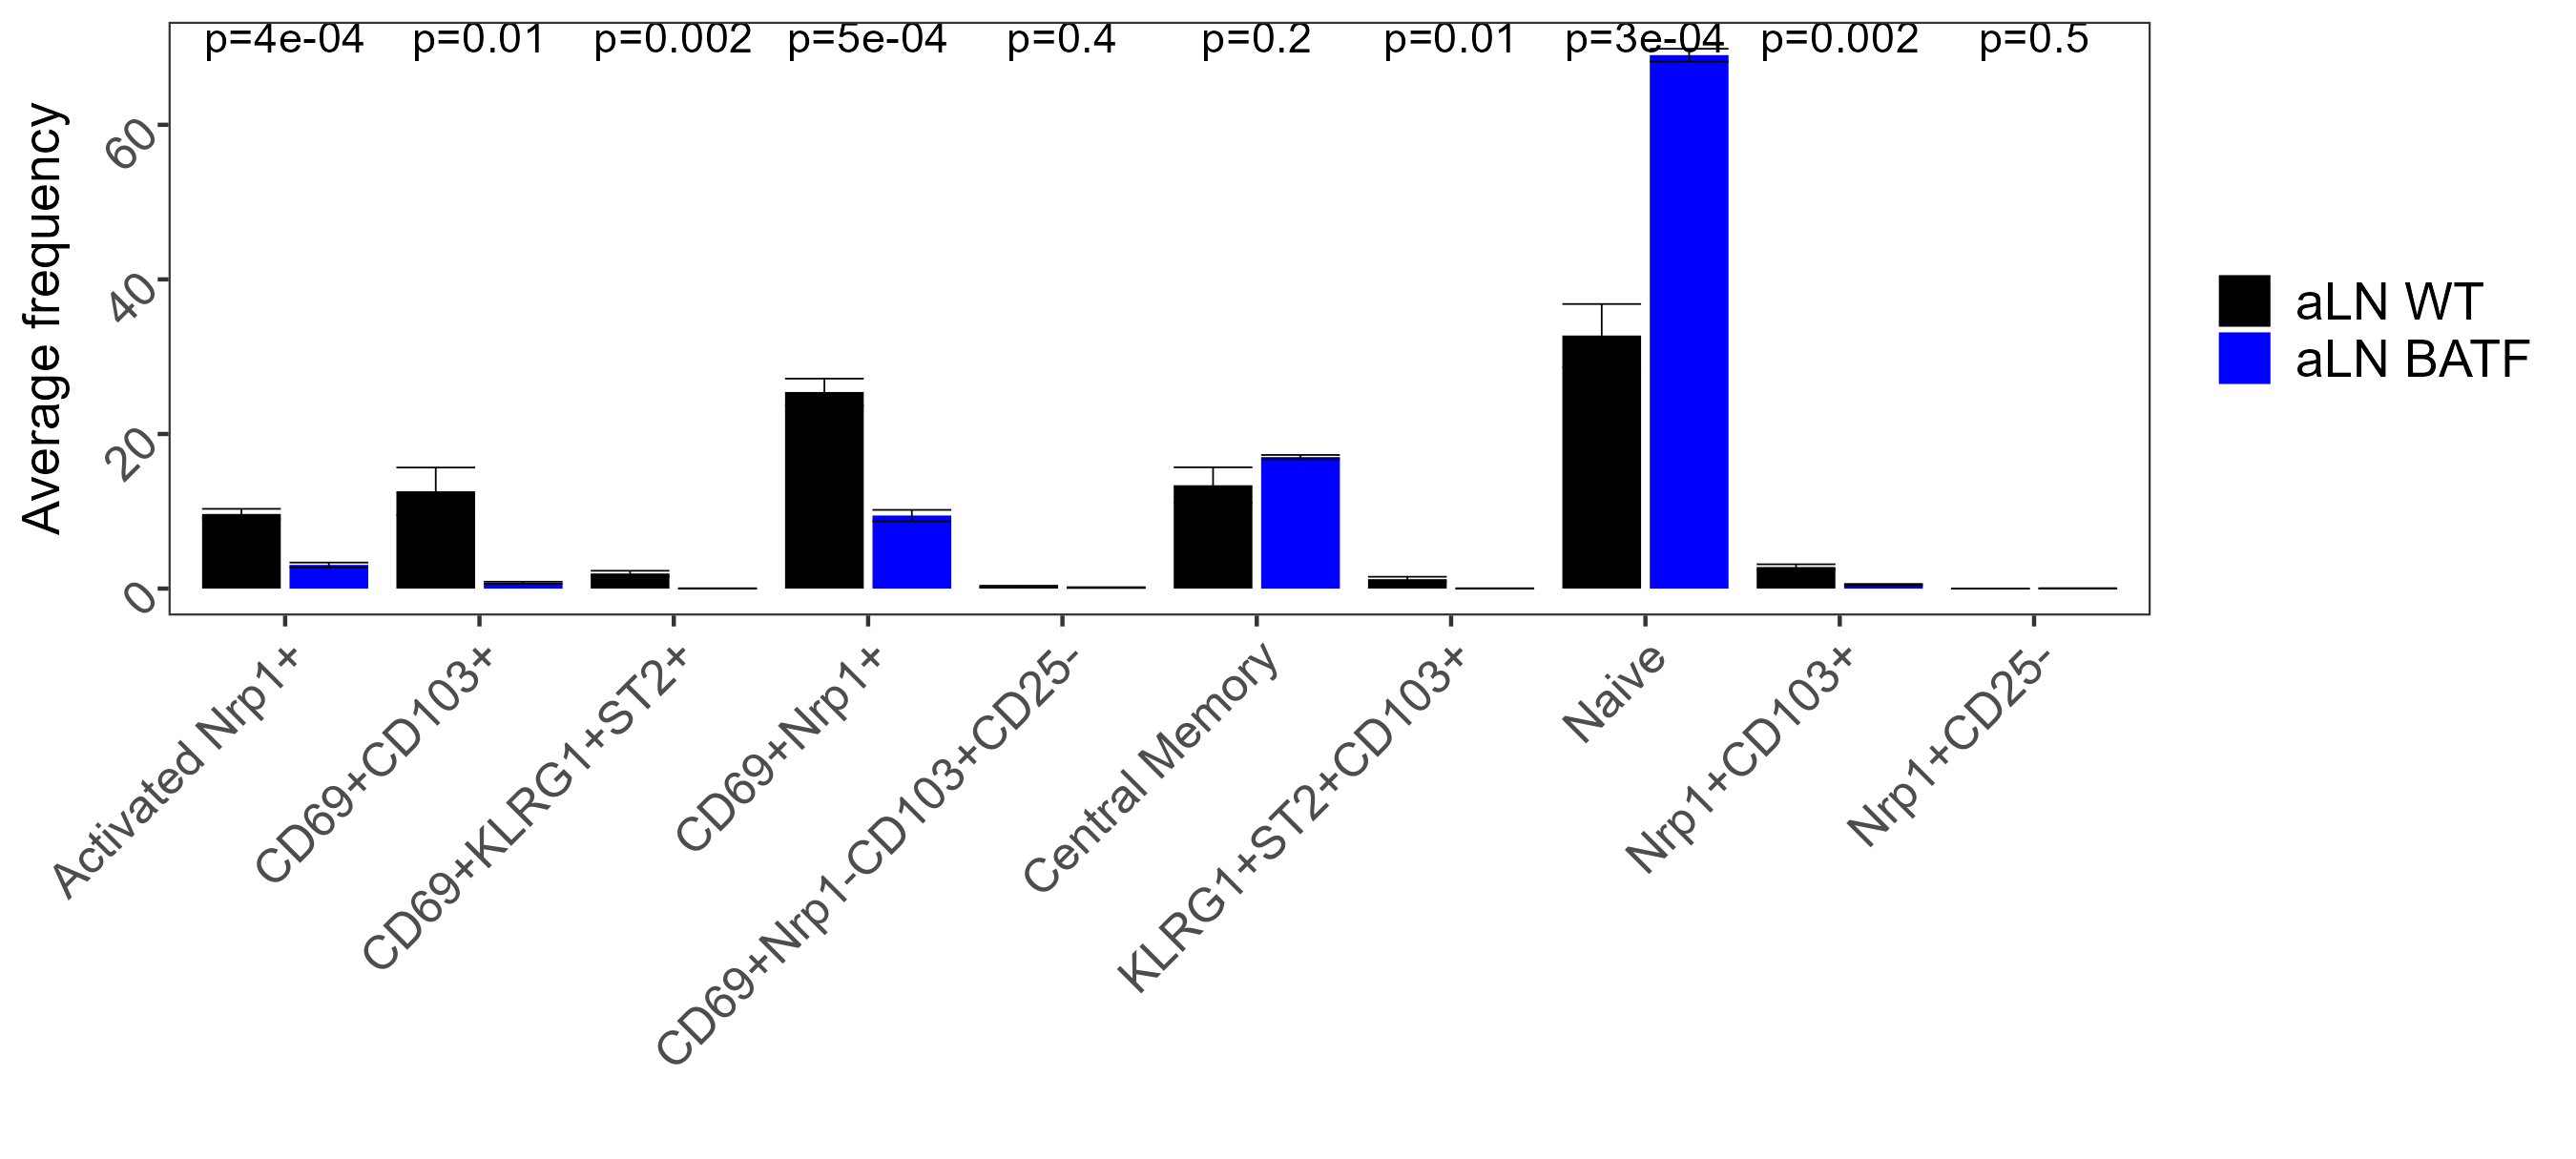 p=4e-04
p=0.01
p=0.002
p=5e-04
p=0.4
p=0.2
p=0.01
p=3e-04
p=0.002
p=0.5
Average frequency
60
40
20
0
aLN WT
aLN BATF
Activated Nrp1+
CD69+CD103+
CD69+KLRG1+ST2+
CD69+Nrp1+
CD69+Nrp1-CD103+CD25-
Central Memory
KLRG1+ST2+CD103+
Naive
Nrp1+CD103+
Nrp1+CD25-